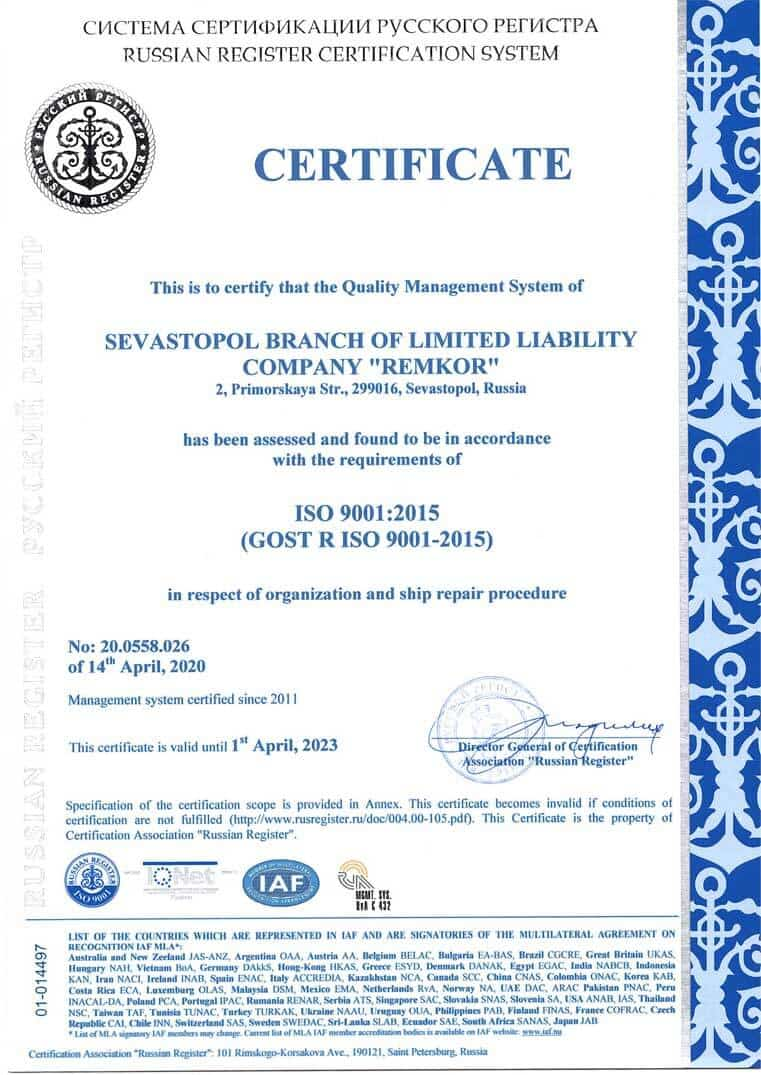 СИСТЕМА СЕРТИФИКАЦИИ РУССКОГО РЕГИСТРА
RUSSIAN REGISTER CERTIFICATION SYSTEM
РУССКИЙ РЕГИСТР
RUSSIAN REGISTER
CERTIFICATE
This is to certify that the Quality Management System of
SEVASTOPOL BRANCH OF LIMITED LIABILITY
COMPANY "REMKOR"
2, Primorskaya Str., 299016, Sevastopol, Russia
has been assessed and found to be in accordance
with the requirements of
ISO 9001:2015
(GOST R ISO 9001-2015)
in respect of organization and ship repair procedure
No: 20.0558.026
of 14th April, 2020
Management system certified since 2011
This certificate is valid until 1st April, 2023
Director General of Certification
Association "Russian Register"
Specification of the certification scope is provided in Annex. This certificate becomes invalid if conditions of
certification are not fulfilled (http://www.rusregister.ru/doc/004.00-105.pdf). This Certificate is the property of
Certification Association "Russian Register".
RUSSIAN REGISTER
ISO 9001
IQNet
IAF
MGMT. SYS.
RvA C 432
LIST OF THE COUNTRIES WHICH ARE REPRESENTED IN IAF AND ARE SIGNATORIES OF THE MULTILATERAL AGREEMENT ON
RECOGNITION IAF MLA*:
Australia and New Zeeland JAS-ANZ, Argentina OAA, Austria AA, Belgium BELAC, Bulgaria EA-BAS, Brazil CGCRE, Great Britain UKAS,
Hungary NAH, Vietnam BoA, Germany DAkkS, Hong-Kong HKAS, Greece ESYD, Denmark DANAK, Egypt EGAC, India NABCB, Indonesia
KAN, Iran NACI, Ireland INAB, Spain ENAC, Italy ACCREDIA, Kazakhstan NCA, Canada SCC, China CNAS, Colombia ONAC, Korea KAB,
Costa Rica ECA, Luxemburg OLAS, Malaysia DSM, Mexico EMA, Netherlands RvA, Norway NA, UAE DAC, ARAC Pakistan PNAC, Peru
INACAL-DA, Poland PCA, Portugal IPAC, Rumania RENAR, Serbia ATS, Singapore SAC, Slovakia SNAS, Slovenia SA, USA ANAB, IAS, Thailand
NSC, Taiwan TAF, Tunisia TUNAC, Turkey TURKAK, Ukraine NAAU, Uruguay OUA, Philippines PAB, Finland FINAS, France COFRAC, Czech
Republic CAI, Chile INN, Switzerland SAS, Sweden SWEDAC, Sri-Lanka SLAB, Ecuador SAE, South Africa SANAS, Japan JAB
* List of MLA signatory IAF members may change. Current list of MLA IAF member accreditation bodies is available on IAF website: www.iaf.nu
Certification Association "Russian Register": 101 Rimskogo-Korsakova Ave., 190121, Saint Petersburg, Russia
01-014497
RUSSIAN REGISTER РУССКИЙ РЕГИСТР